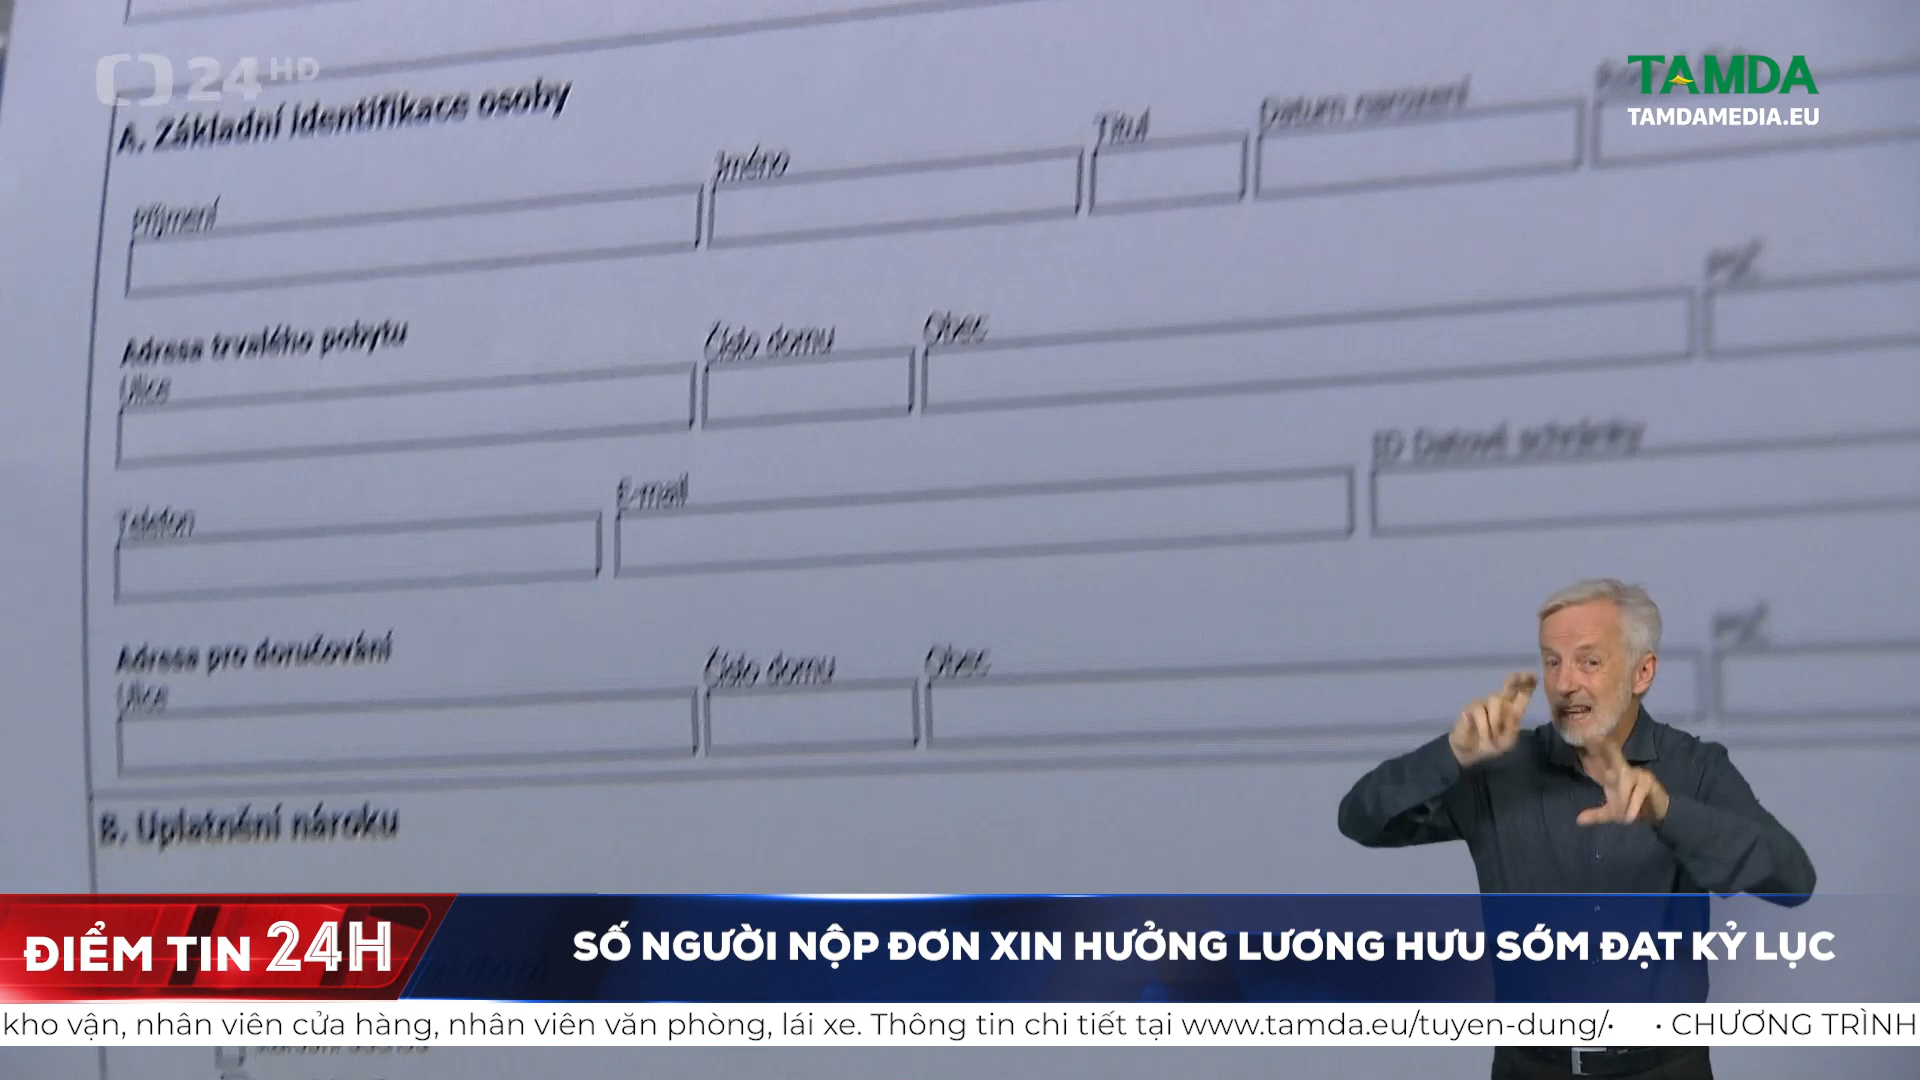 24 HD
TAMDA
TAMDAMEDIA.EU
A. Základní identifikace osoby
Příjmení
Jméno
Titul
Datum narození
Adresa trvalého pobytu
Ulice
Číslo domu
Obec
PSČ
Telefon
E-mail
ID Datové schránky
Adresa pro doručování
Ulice
Číslo domu
Obec
PSČ
B. Uplatnění nároku
ĐIỂM TIN 24H
SỐ NGƯỜI NỘP ĐƠN XIN HƯỞNG LƯƠNG HƯU SỚM ĐẠT KỶ LỤC
kho vận, nhân viên cửa hàng, nhân viên văn phòng, lái xe. Thông tin chi tiết tại www.tamda.eu/tuyen-dung/• • CHƯƠNG TRÌNH